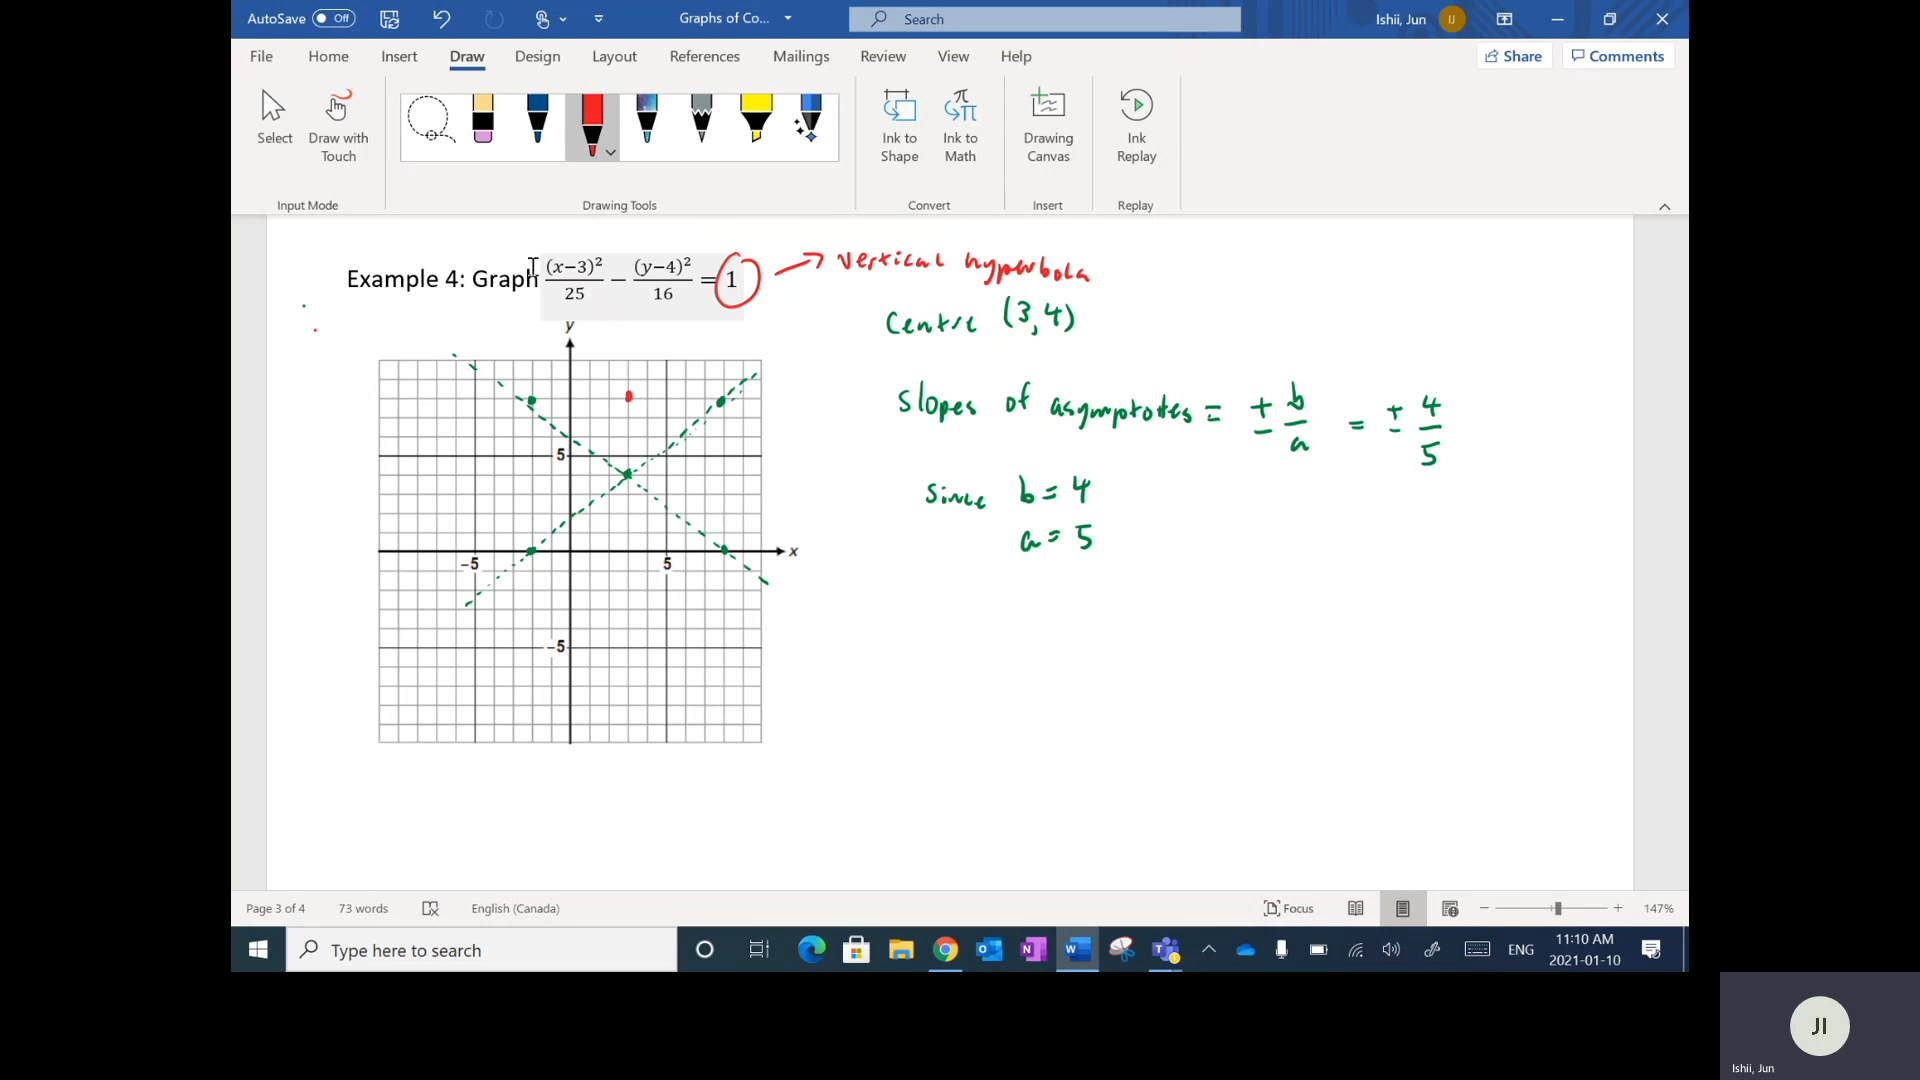 AutoSave Off Graphs of Co... Search Ishii, Jun IJ
File Home Insert Draw Design Layout References Mailings Review View Help Share Comments
Select Draw with Touch Ink to Shape Ink to Math Drawing Canvas Ink Replay
Input Mode Drawing Tools Convert Insert Replay
Example 4: Graph (x−3)²/25 − (y−4)²/16 = 1 → Vertical hyperbola
Centre (3,4)
y
Slopes of asymptotes = ± b/a = ± 4/5
5
since b = 4
a = 5
x
−5 5
−5
Page 3 of 4 73 words English (Canada) Focus 147%
Type here to search ENG 11:10 AM
2021-01-10
JI
Ishii, Jun